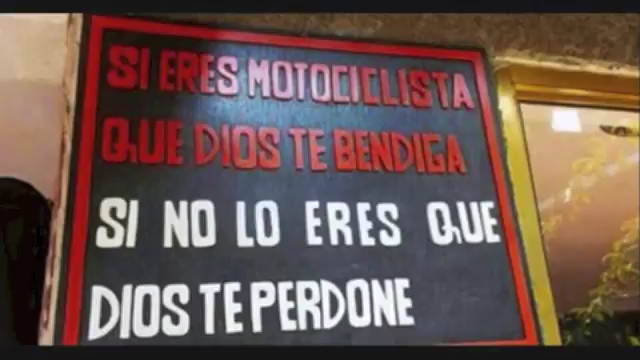 SI ERES MOTOCICLISTA
QUE DIOS TE BENDIGA
SI NO LO ERES QUE
DIOS TE PERDONE